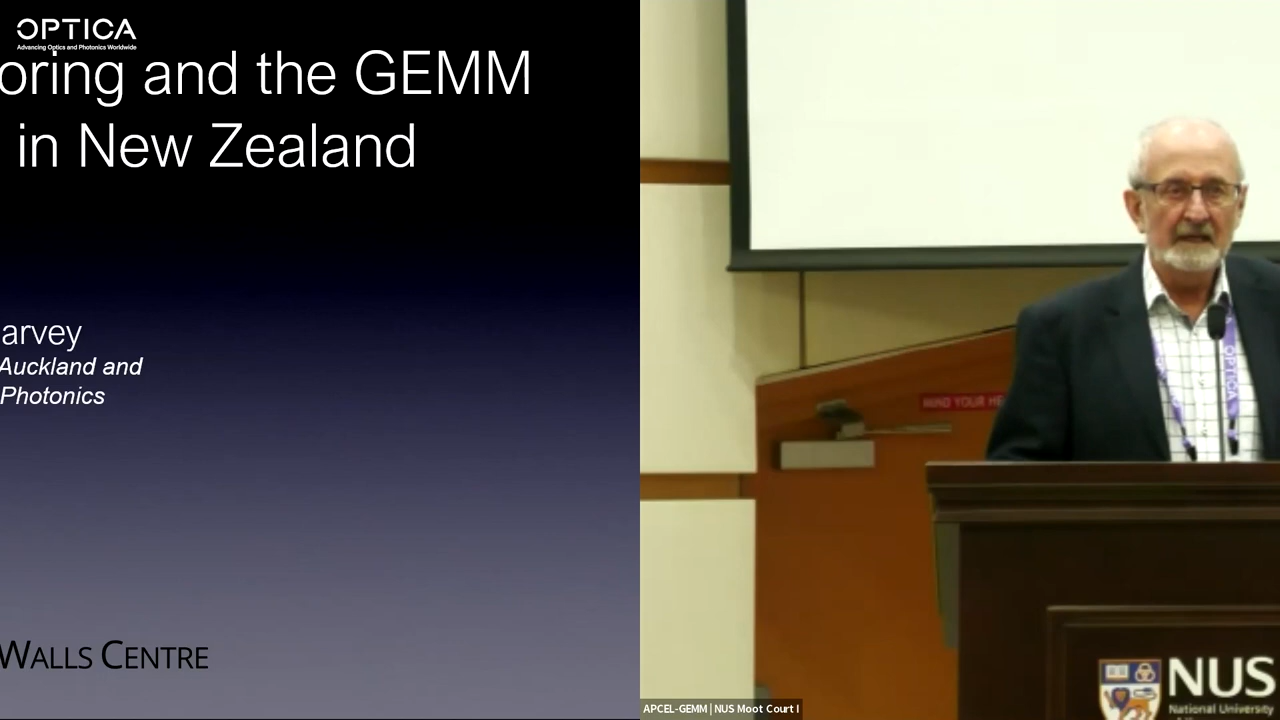 OPTICA
Advancing Optics and Photonics Worldwide
oring and the GEMM
in New Zealand
arvey
Auckland and
Photonics
WALLS CENTRE
MIND YOUR HE
OPTICA
NUS
National University
APCEL-GEMM | NUS Moot Court I